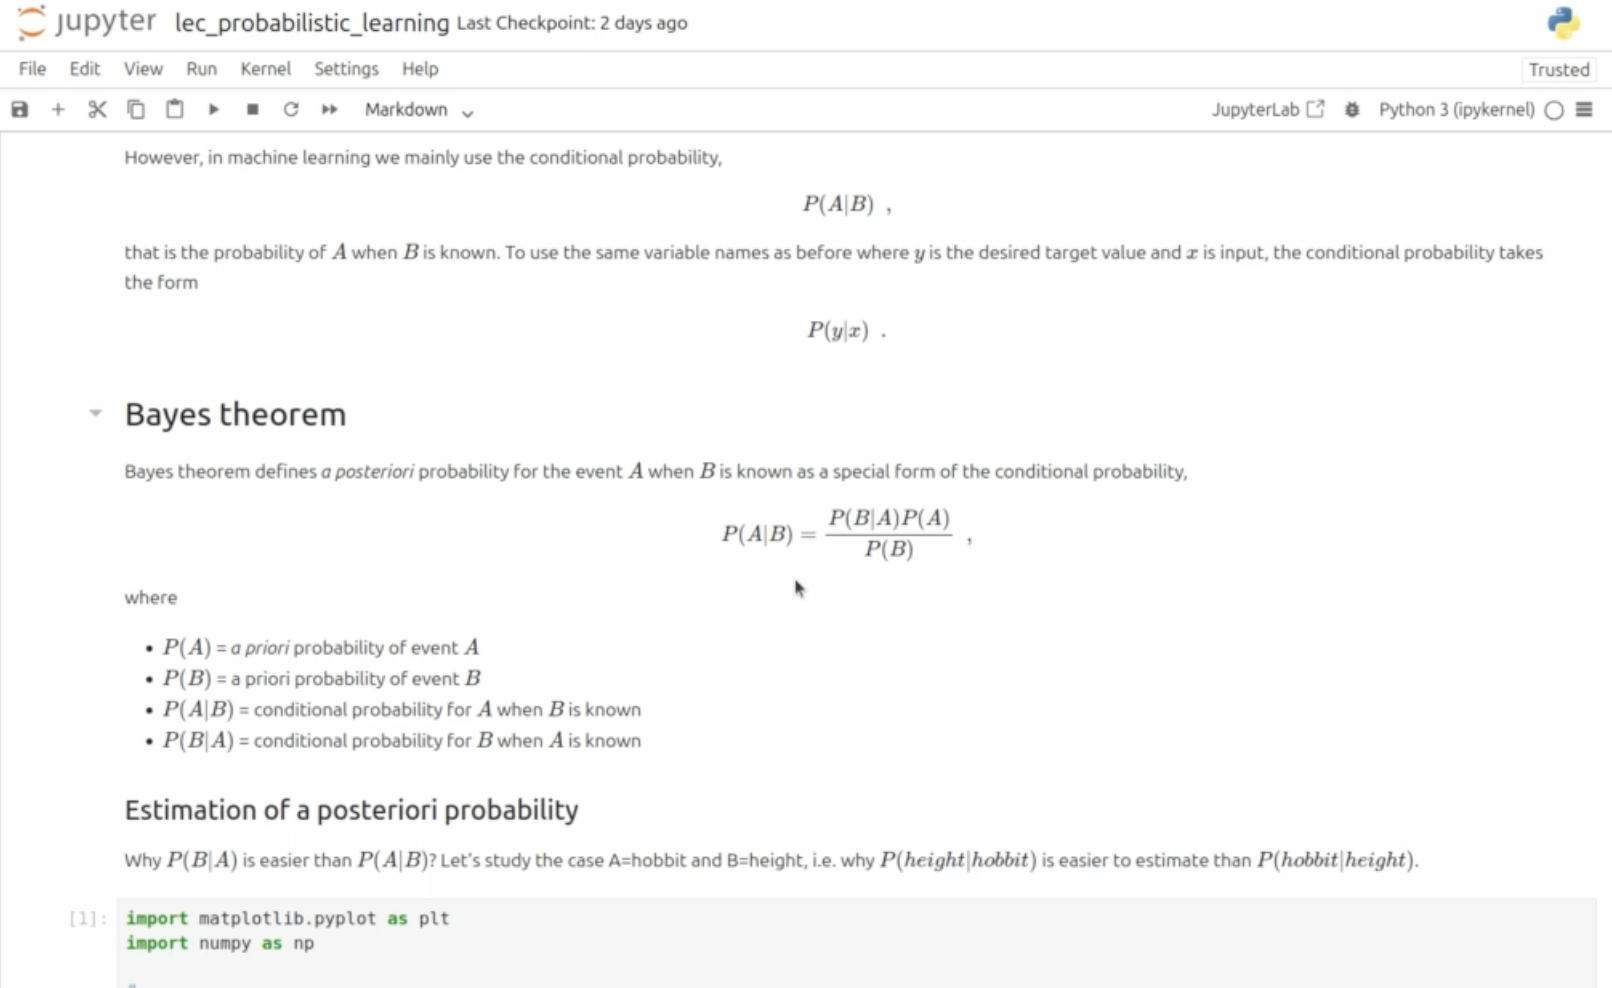 jupyter lec_probabilistic_learning Last Checkpoint: 2 days ago
File Edit View Run Kernel Settings Help Trusted
Markdown JupyterLab Python 3 (ipykernel)
However, in machine learning we mainly use the conditional probability,
P(A|B) ,
that is the probability of A when B is known. To use the same variable names as before where y is the desired target value and x is input, the conditional probability takes
the form
P(y|x) .
Bayes theorem
Bayes theorem defines a posteriori probability for the event A when B is known as a special form of the conditional probability,
P(A|B) = P(B|A)P(A) / P(B) ,
where
• P(A) = a priori probability of event A
• P(B) = a priori probability of event B
• P(A|B) = conditional probability for A when B is known
• P(B|A) = conditional probability for B when A is known
Estimation of a posteriori probability
Why P(B|A) is easier than P(A|B)? Let's study the case A=hobbit and B=height, i.e. why P(height|hobbit) is easier to estimate than P(hobbit|height).
[1]: import matplotlib.pyplot as plt
import numpy as np